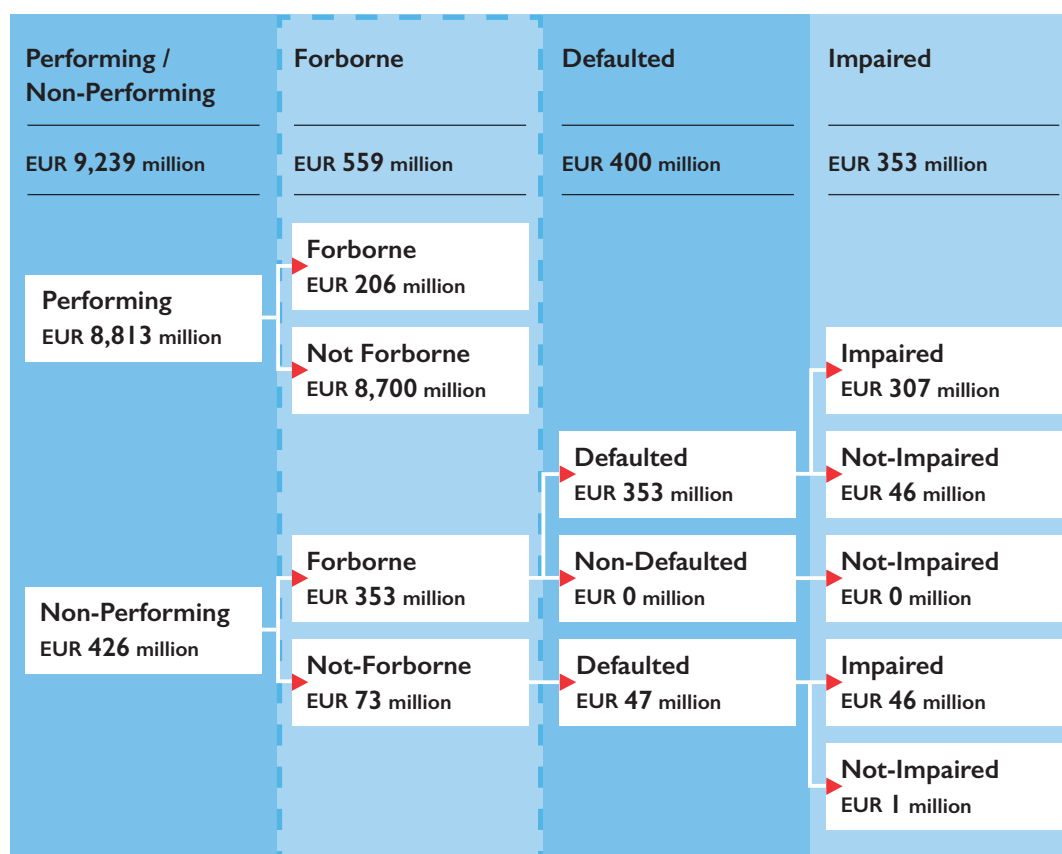 Performing /
Non-Performing
EUR 9,239 million
Forborne
EUR 559 million
Defaulted
EUR 400 million
Impaired
EUR 353 million
Performing
EUR 8,813 million
Non-Performing
EUR 426 million
Forborne
EUR 206 million
Not Forborne
EUR 8,700 million
Forborne
EUR 353 million
Not-Forborne
EUR 73 million
Defaulted
EUR 353 million
Non-Defaulted
EUR 0 million
Defaulted
EUR 47 million
Impaired
EUR 307 million
Not-Impaired
EUR 46 million
Not-Impaired
EUR 0 million
Impaired
EUR 46 million
Not-Impaired
EUR 1 million